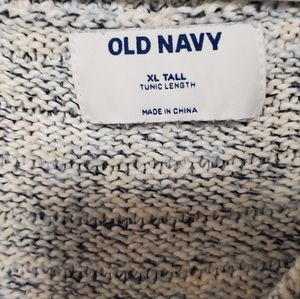 OLD NAVY
XL TALL
TUNIC LENGTH
MADE IN CHINA